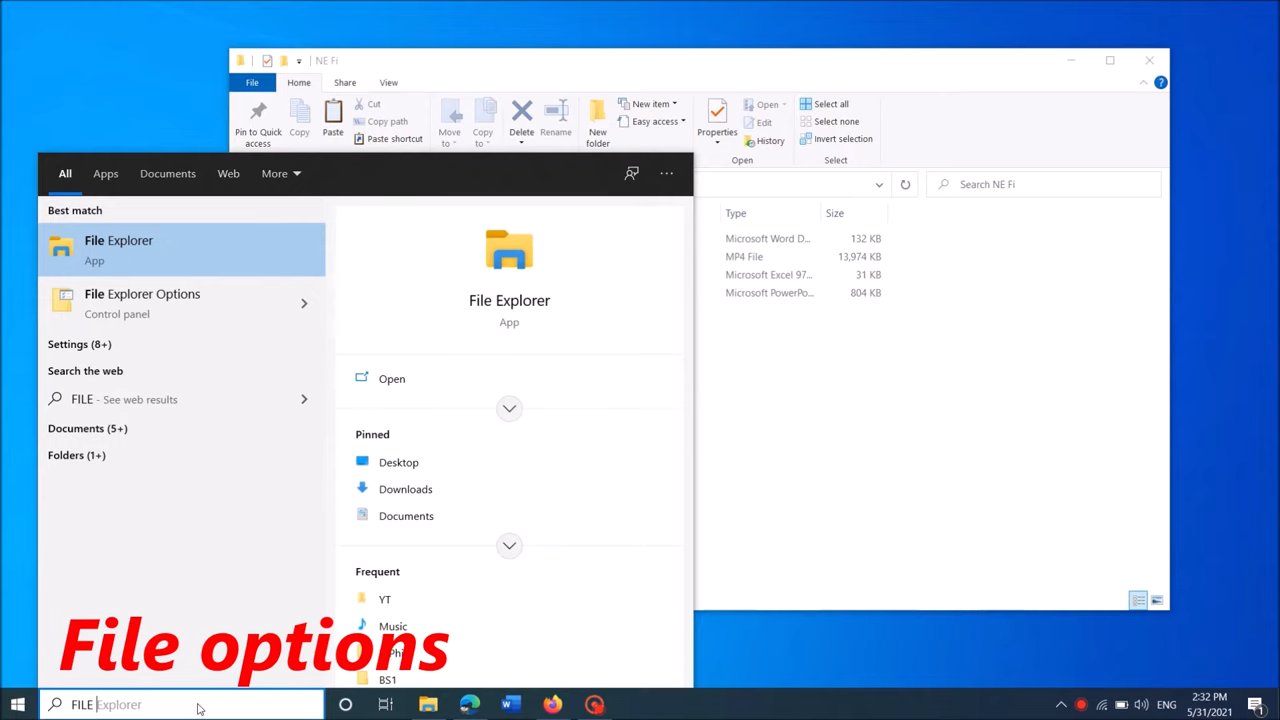 NE Fi
File Home Share View
Pin to Quick access
Copy
Paste
Cut
Copy path
Paste shortcut
Move to
Copy to
Delete
Rename
New folder
New item
Easy access
Properties
Open
Edit
History
Open
Select all
Select none
Invert selection
Select
Search NE Fi
Type Size
Microsoft Word D... 132 KB
MP4 File 13,974 KB
Microsoft Excel 97... 31 KB
Microsoft PowerPo... 804 KB
All Apps Documents Web More
Best match
File Explorer
App
File Explorer Options
Control panel
Settings (8+)
Search the web
FILE - See web results
Documents (5+)
Folders (1+)
File Explorer
App
Open
Pinned
Desktop
Downloads
Documents
Frequent
YT
Music
BS1
File options
FILE Explorer
ENG
2:32 PM
5/31/2021
1